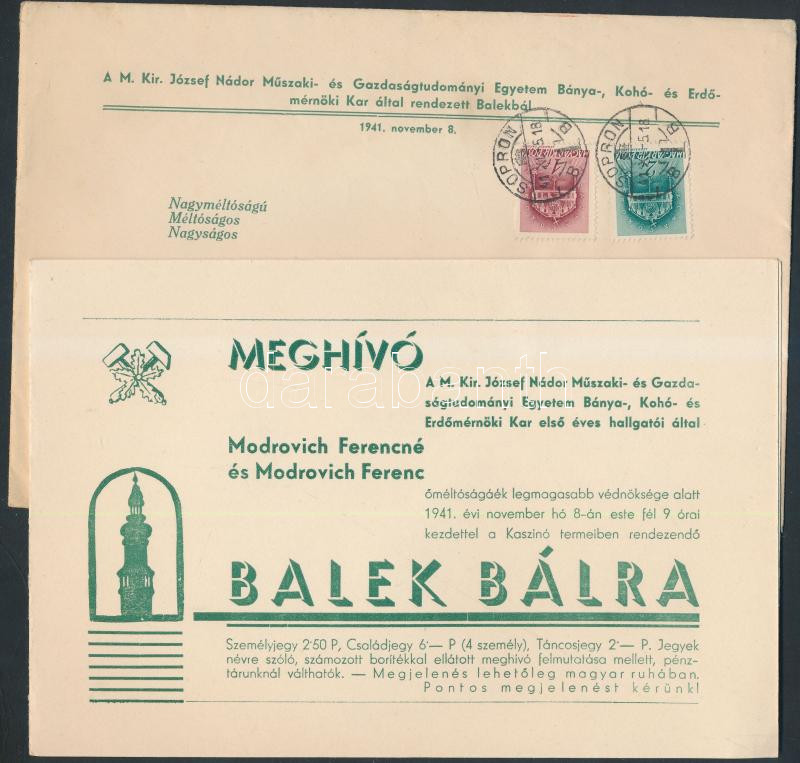 A M. Kir. József Nádor Műszaki- és Gazdaságtudományi Egyetem Bánya-, Kohó- és Erdő-
mérnöki Kar által rendezett Balekbál
1941. november 8.
SOPRON
SOPRON
Nagyméltóságú
Méltóságos
Nagyságos
MEGHÍVÓ
A M. Kir. József Nádor Műszaki- és Gazda-
ságtudományi Egyetem Bánya-, Kohó- és
Erdőmérnöki Kar első éves hallgatói által
Modrovich Ferencné
és Modrovich Ferenc
őméltóságáék legmagasabb védnöksége alatt
1941. évi november hó 8-án este fél 9 órai
kezdettel a Kaszinó termeiben rendezendő
BALEK BÁLRA
Személyjegy 2·50 P, Családjegy 6·— P (4 személy), Táncosjegy 2·— P. Jegyek
névre szóló, számozott borítékkal ellátott meghívó felmutatása mellett, pénz-
tárunknál válthatók. — Megjelenés lehetőleg magyar ruhában.
Pontos megjelenést kérünk!
darabanth